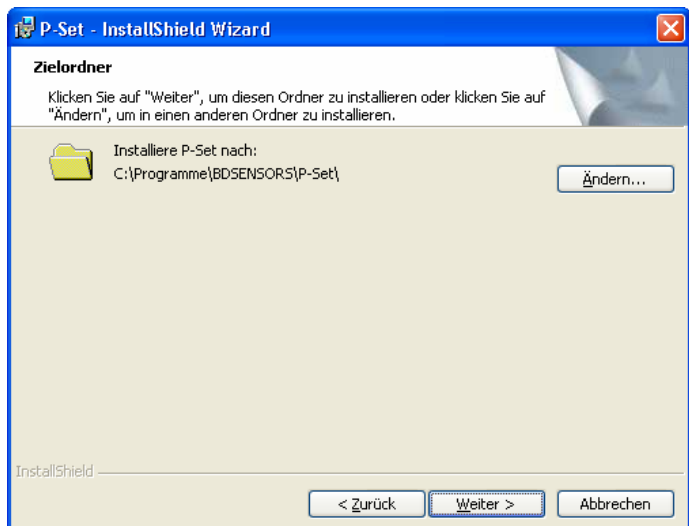 P-Set - InstallShield Wizard
Zielordner
Klicken Sie auf "Weiter", um diesen Ordner zu installieren oder klicken Sie auf
"Ändern", um in einen anderen Ordner zu installieren.
Installiere P-Set nach:
C:\Programme\BDSENSORS\P-Set\
Ändern...
InstallShield
< Zurück
Weiter >
Abbrechen